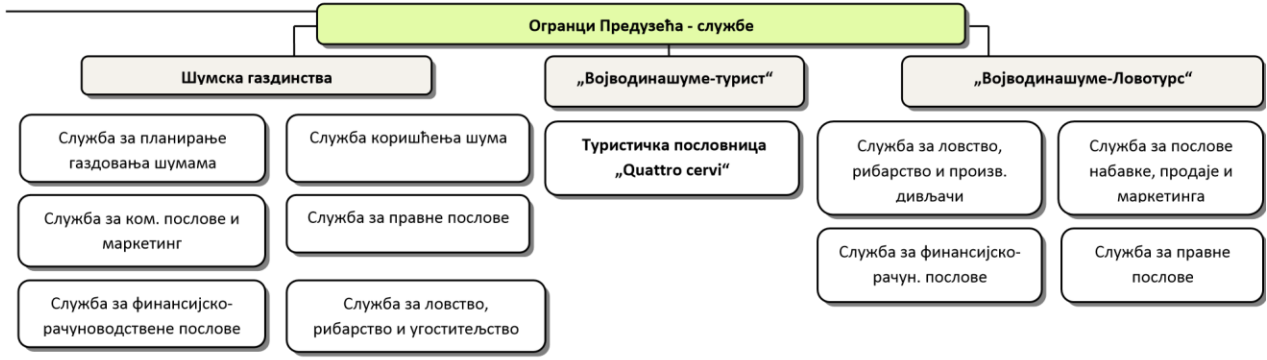 Огранци Предузећа - службе
Шумска газдинства
„Војводинашуме-турист“
„Војводинашуме-Ловотурс“
Служба за планирање
газдовања шумама
Служба коришћења шума
Служба за ком. послове и
маркетинг
Служба за правне послове
Служба за финансијско-
рачуноводствене послове
Служба за ловство,
рибарство и угоститељство
Туристичка пословница
„Quattro cervi“
Служба за ловство,
рибарство и произв.
дивљачи
Служба за послове
набавке, продаје и
маркетинга
Служба за финансијско-
рачун. послове
Служба за правне
послове